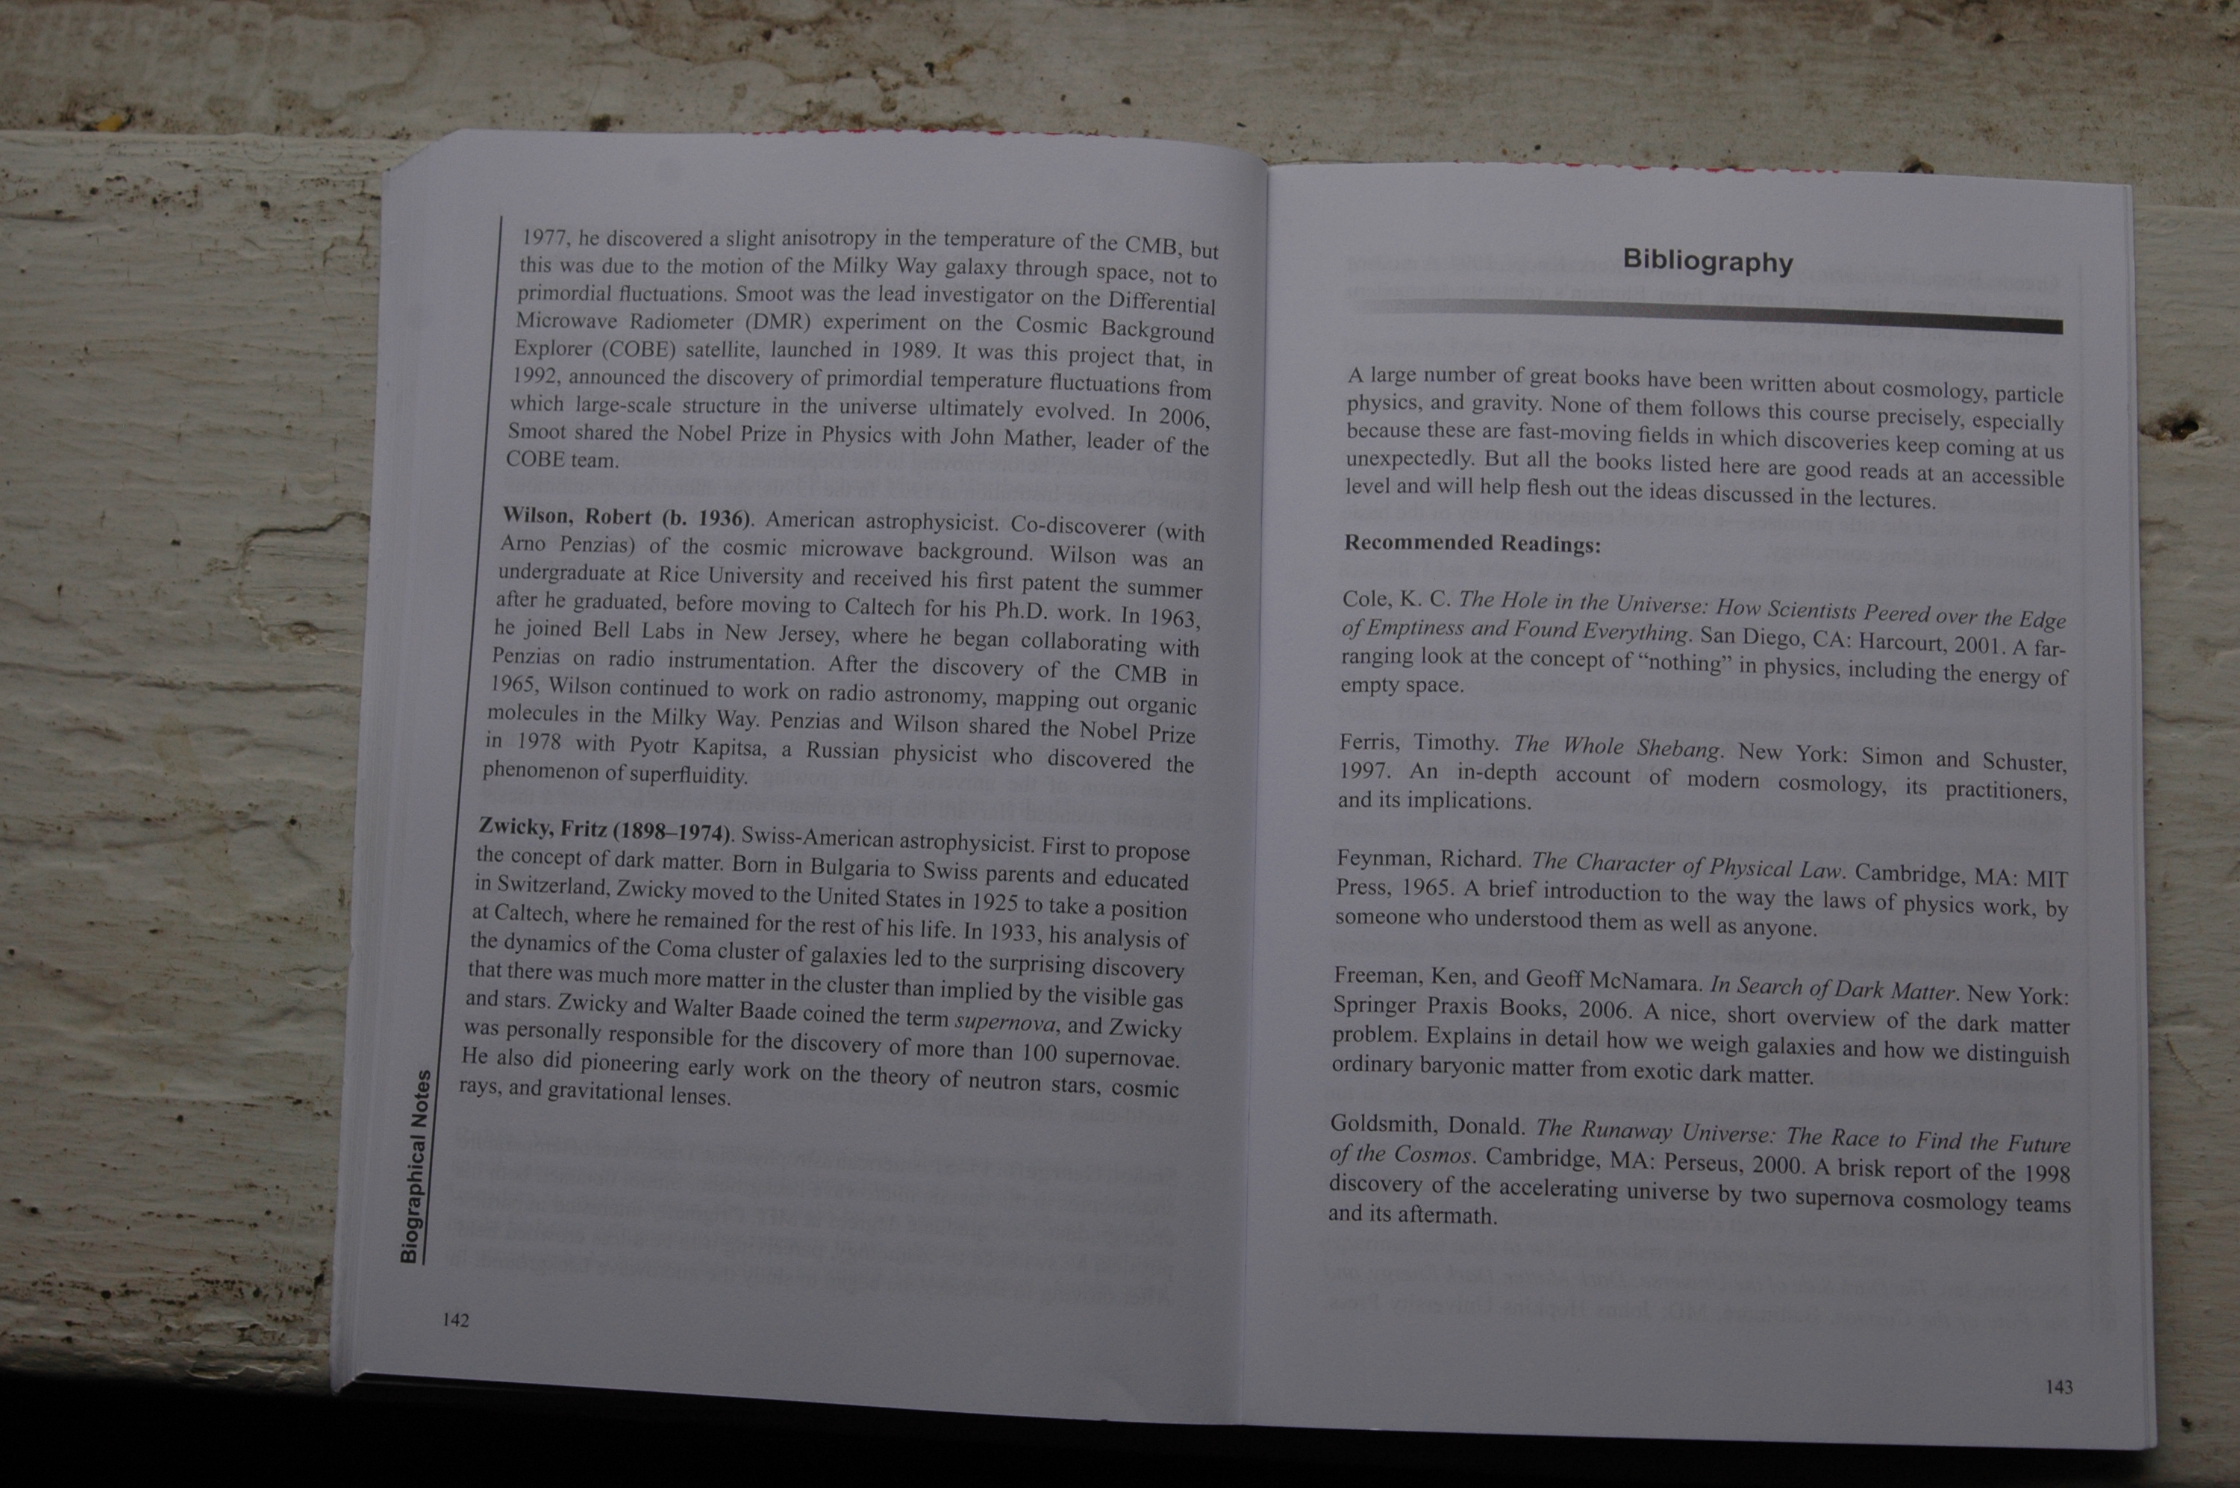 1977, he discovered a slight anisotropy in the temperature of the CMB, but
this was due to the motion of the Milky Way galaxy through space, not to
primordial fluctuations. Smoot was the lead investigator on the Differential
Microwave Radiometer (DMR) experiment on the Cosmic Background
Explorer (COBE) satellite, launched in 1989. It was this project that, in
1992, announced the discovery of primordial temperature fluctuations from
which large-scale structure in the universe ultimately evolved. In 2006,
Smoot shared the Nobel Prize in Physics with John Mather, leader of the
COBE team.
Wilson, Robert (b. 1936). American astrophysicist. Co-discoverer (with
Arno Penzias) of the cosmic microwave background. Wilson was an
undergraduate at Rice University and received his first patent the summer
after he graduated, before moving to Caltech for his Ph.D. work. In 1963,
he joined Bell Labs in New Jersey, where he began collaborating with
Penzias on radio instrumentation. After the discovery of the CMB in
1965, Wilson continued to work on radio astronomy, mapping out organic
molecules in the Milky Way. Penzias and Wilson shared the Nobel Prize
in 1978 with Pyotr Kapitsa, a Russian physicist who discovered the
phenomenon of superfluidity.
Zwicky, Fritz (1898–1974). Swiss-American astrophysicist. First to propose
the concept of dark matter. Born in Bulgaria to Swiss parents and educated
in Switzerland, Zwicky moved to the United States in 1925 to take a position
at Caltech, where he remained for the rest of his life. In 1933, his analysis of
the dynamics of the Coma cluster of galaxies led to the surprising discovery
that there was much more matter in the cluster than implied by the visible gas
and stars. Zwicky and Walter Baade coined the term supernova, and Zwicky
was personally responsible for the discovery of more than 100 supernovae.
He also did pioneering early work on the theory of neutron stars, cosmic
rays, and gravitational lenses.
Biographical Notes
142
Bibliography
A large number of great books have been written about cosmology, particle
physics, and gravity. None of them follows this course precisely, especially
because these are fast-moving fields in which discoveries keep coming at us
unexpectedly. But all the books listed here are good reads at an accessible
level and will help flesh out the ideas discussed in the lectures.
Recommended Readings:
Cole, K. C. The Hole in the Universe: How Scientists Peered over the Edge
of Emptiness and Found Everything. San Diego, CA: Harcourt, 2001. A far-
ranging look at the concept of “nothing” in physics, including the energy of
empty space.
Ferris, Timothy. The Whole Shebang. New York: Simon and Schuster,
1997. An in-depth account of modern cosmology, its practitioners,
and its implications.
Feynman, Richard. The Character of Physical Law. Cambridge, MA: MIT
Press, 1965. A brief introduction to the way the laws of physics work, by
someone who understood them as well as anyone.
Freeman, Ken, and Geoff McNamara. In Search of Dark Matter. New York:
Springer Praxis Books, 2006. A nice, short overview of the dark matter
problem. Explains in detail how we weigh galaxies and how we distinguish
ordinary baryonic matter from exotic dark matter.
Goldsmith, Donald. The Runaway Universe: The Race to Find the Future
of the Cosmos. Cambridge, MA: Perseus, 2000. A brisk report of the 1998
discovery of the accelerating universe by two supernova cosmology teams
and its aftermath.
143